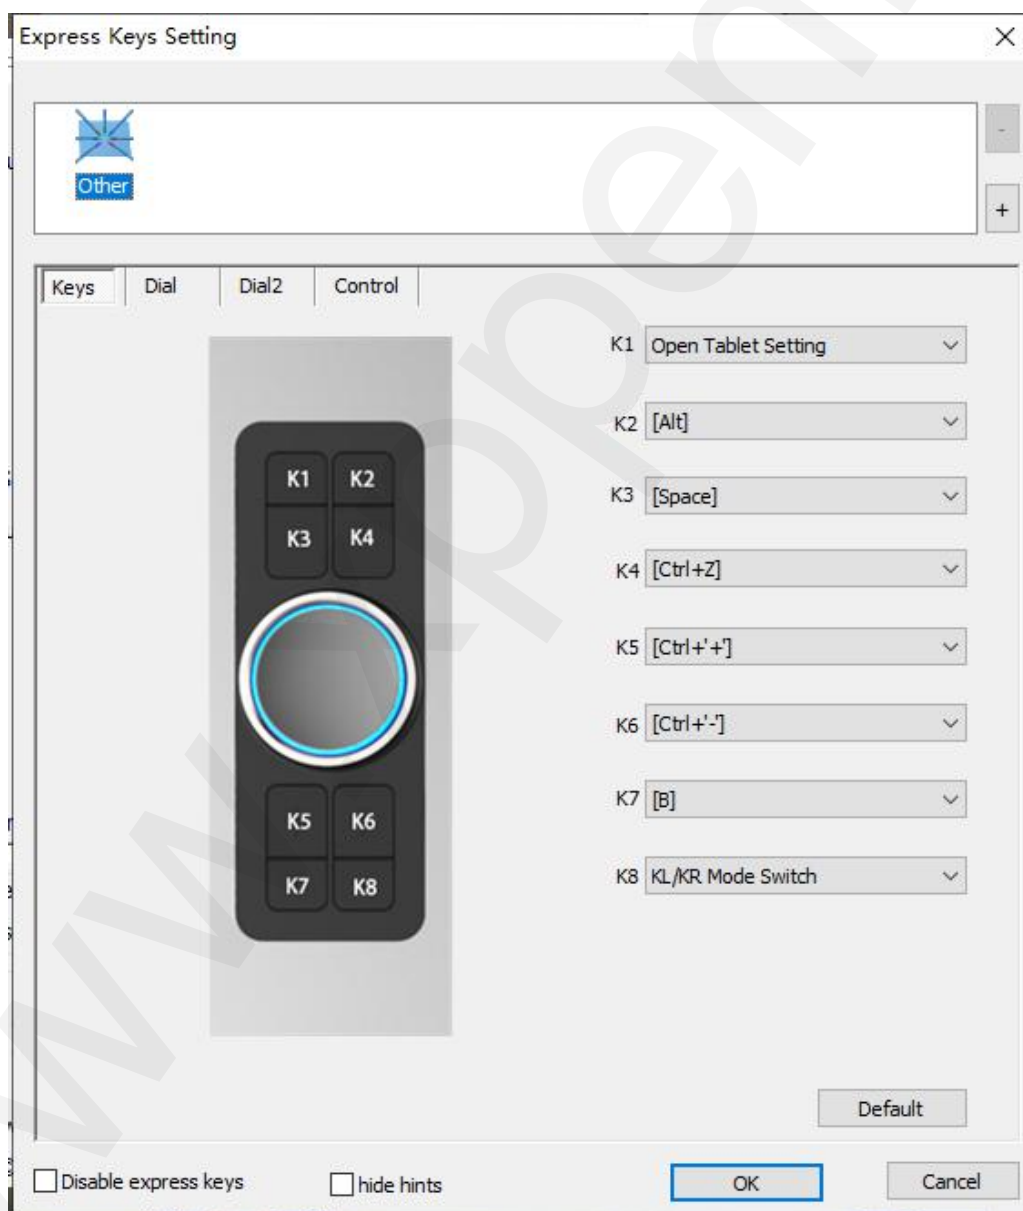 Express Keys Setting
Other
-
+
Keys Dial Dial2 Control
K1 Open Tablet Setting
K2 [Alt]
K3 [Space]
K4 [Ctrl+Z]
K5 [Ctrl+'+']
K6 [Ctrl+'-']
K7 [B]
K8 KL/KR Mode Switch
K1 K2
K3 K4
K5 K6
K7 K8
Default
Disable express keys hide hints OK Cancel